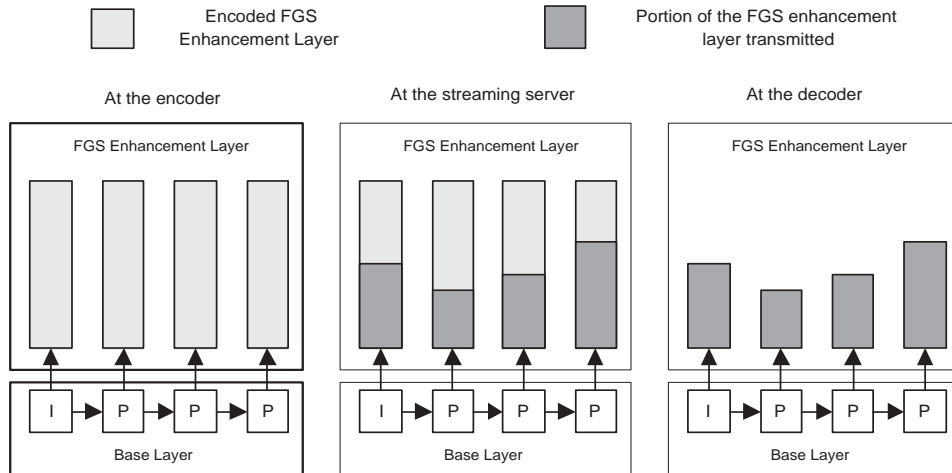 Encoded FGS
Enhancement Layer
Portion of the FGS enhancement
layer transmitted
At the encoder
At the streaming server
At the decoder
FGS Enhancement Layer
FGS Enhancement Layer
FGS Enhancement Layer
I P P P
I P P P
I P P P
Base Layer
Base Layer
Base Layer